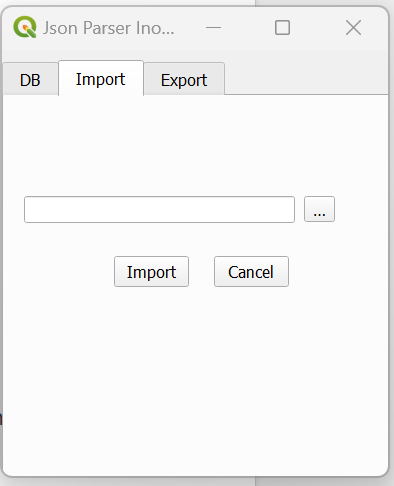 Json Parser Ino...
DB Import Export
...
Import Cancel